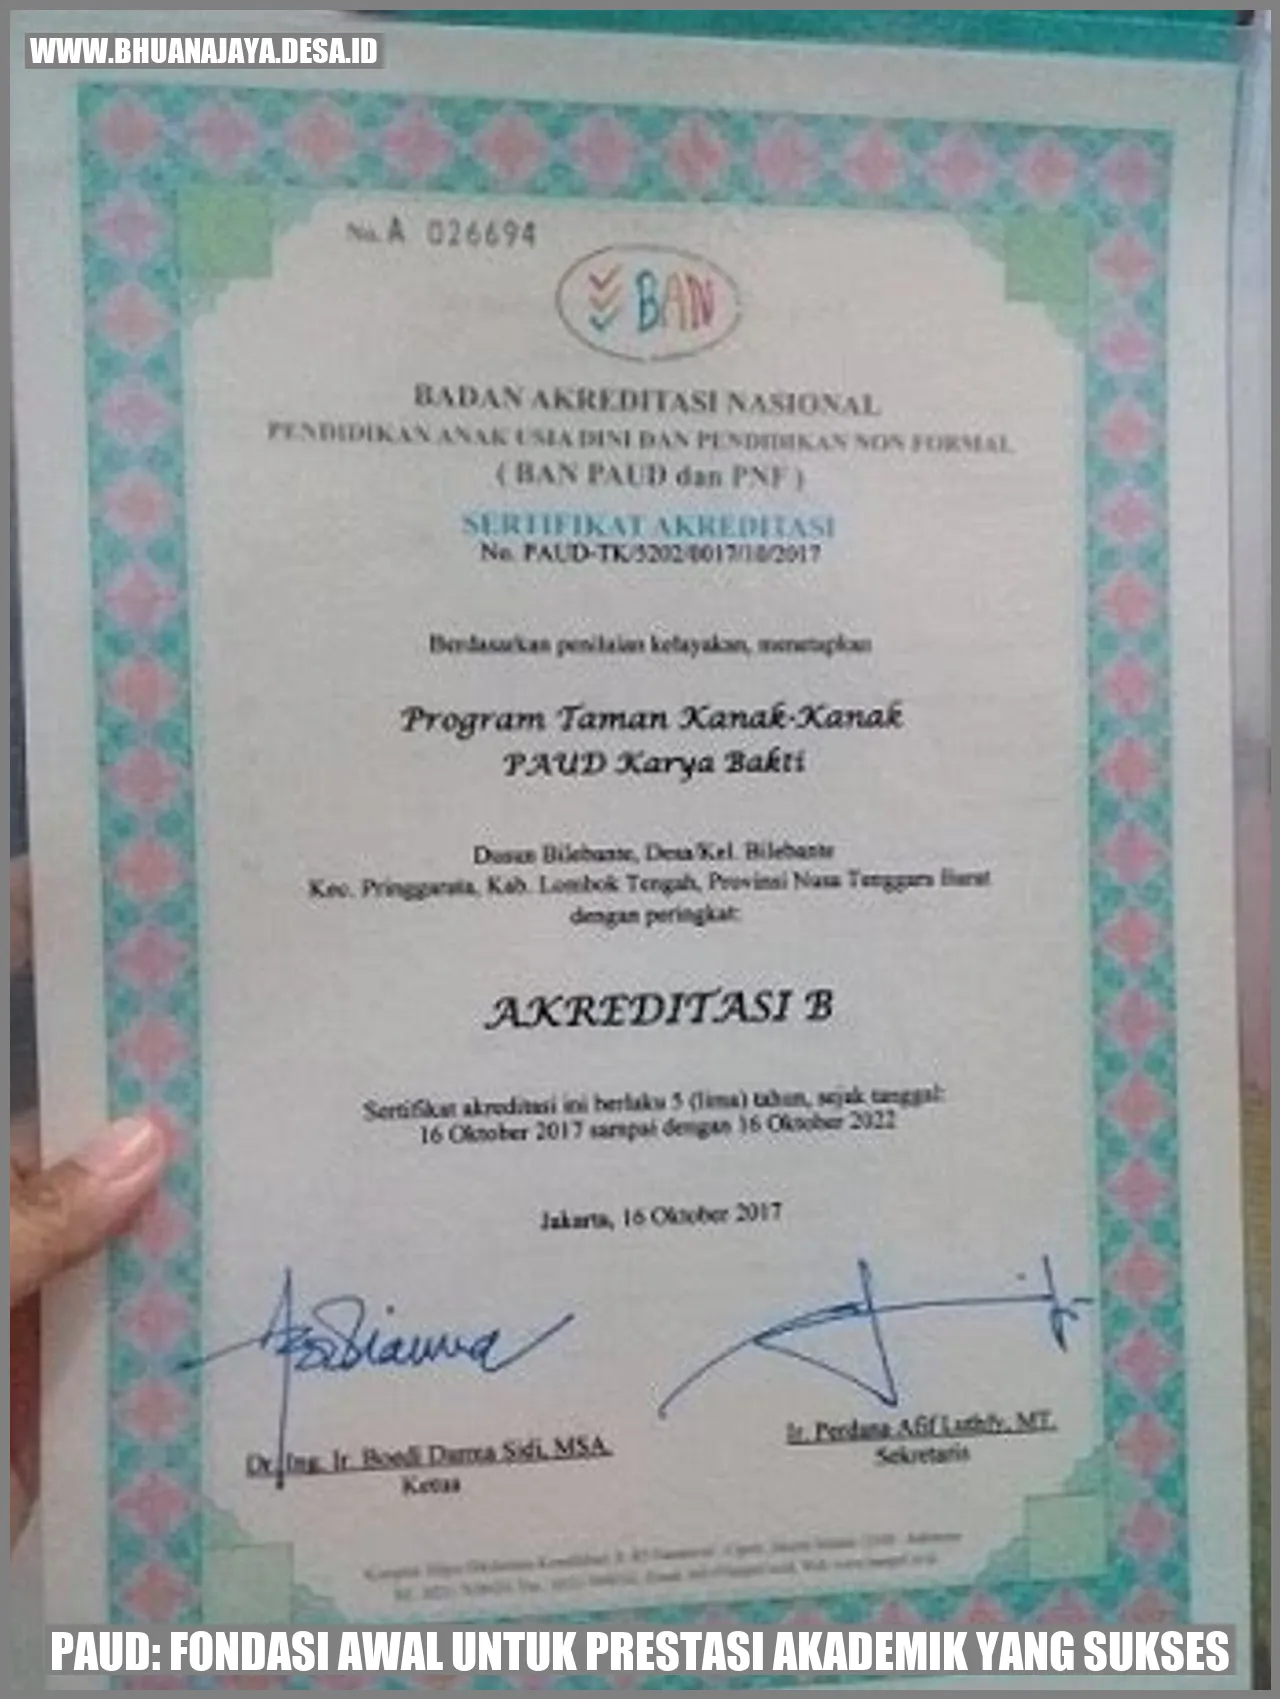 WWW.BHUANAJAYA.DESA.ID
No. A 026694
BAN
BADAN AKREDITASI NASIONAL
PENDIDIKAN ANAK USIA DINI DAN PENDIDIKAN NON FORMAL
( BAN PAUD dan PNF )
SERTIFIKAT AKREDITASI
No. PAUD-TK/5202/0017/10/2017
Berdasarkan penilaian kelayakan, menetapkan
Program Taman Kanak-Kanak
PAUD Karya Bakti
Dusun Bilebante, Desa/Kel. Bilebante
Kec. Pringgarata, Kab. Lombok Tengah, Provinsi Nusa Tenggara Barat
dengan peringkat:
AKREDITASI B
Sertifikat akreditasi ini berlaku 5 (lima) tahun, sejak tanggal:
16 Oktober 2017 sampai dengan 16 Oktober 2022
Jakarta, 16 Oktober 2017
Dr. Ing. Ir. Boedi Darma Sidi, MSA.
Ketua
Ir. Perdana Afif Luthfy, MT.
Sekretaris
PAUD: FONDASI AWAL UNTUK PRESTASI AKADEMIK YANG SUKSES